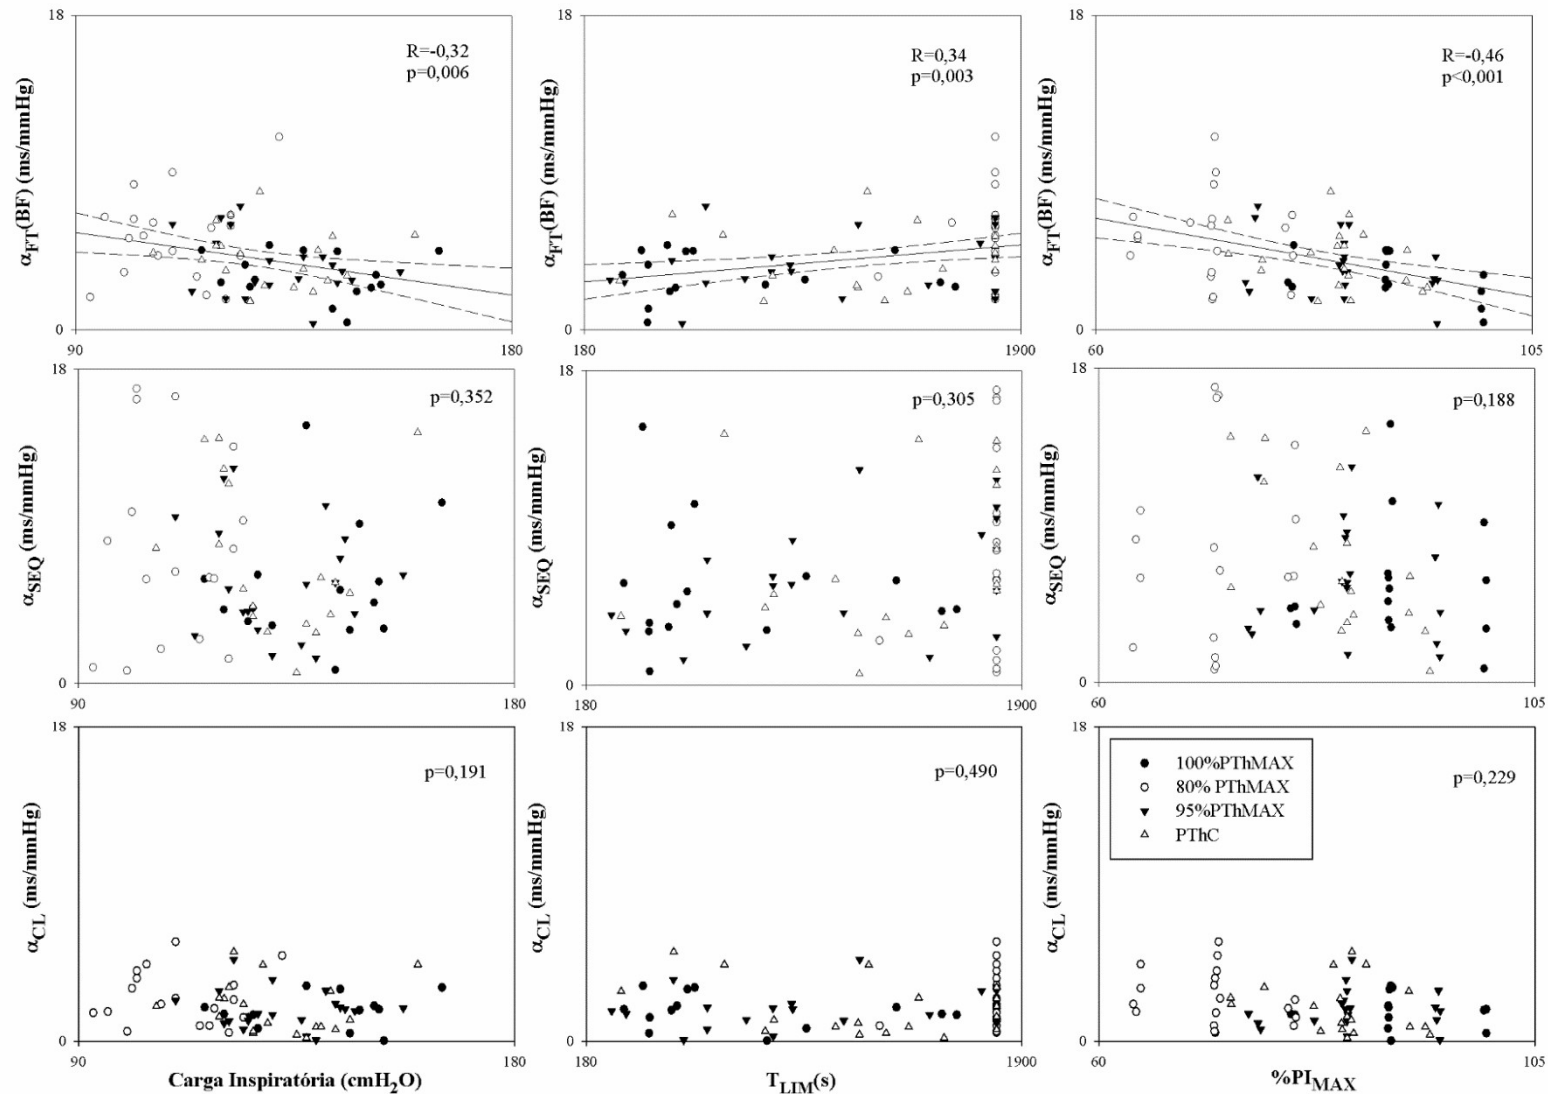 18
18
18
R=-0,32
p=0,006
R=0,34
p=0,003
R=-0,46
p<0,001
αFT(BF) (ms/mmHg)
αFT(BF) (ms/mmHg)
αFT(BF) (ms/mmHg)
0
0
0
90
180
180
1900
60
105
18
18
18
p=0,352
p=0,305
p=0,188
αSEQ (ms/mmHg)
αSEQ (ms/mmHg)
αSEQ (ms/mmHg)
0
0
0
90
180
180
1900
60
105
18
18
18
p=0,191
p=0,490
p=0,229
100%PThMAX
80% PThMAX
95%PThMAX
PThC
αCL (ms/mmHg)
αCL (ms/mmHg)
αCL (ms/mmHg)
0
0
0
90
180
180
1900
60
105
Carga Inspiratória (cmH2O)
TLIM(s)
%PIMAX